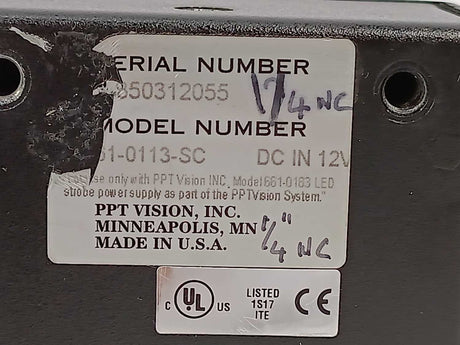 ERIAL NUMBER
850312055
1/4 NC
MODEL NUMBER
61-0113-SC DC IN 12V
use only with PPT Vision INC, Model 661-0183 LED
strobe power supply as part of the PPTVision System."
PPT VISION, INC.
MINNEAPOLIS, MN
MADE IN U.S.A.
1/4" NC
C UL US
LISTED
1S17
ITE
CE